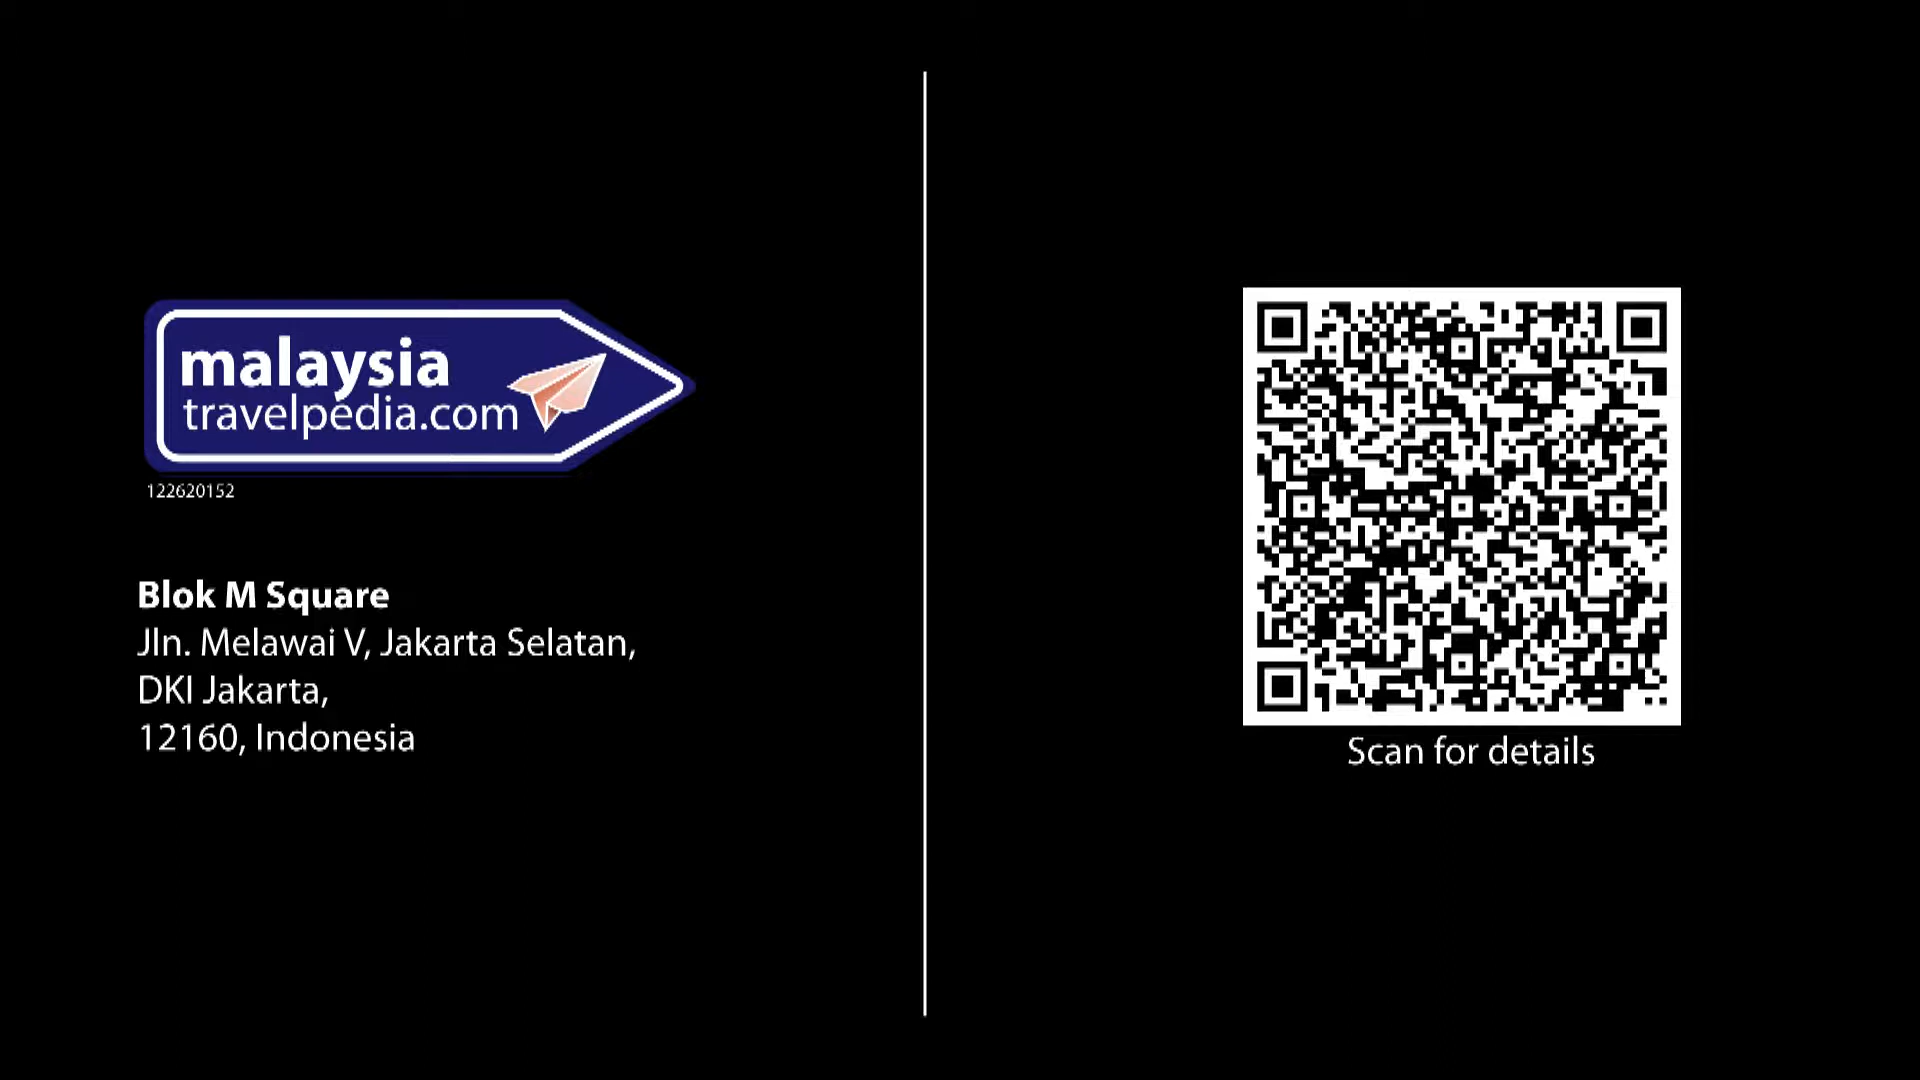 malaysia
travelpedia.com
122620152
Blok M Square
Jln. Melawai V, Jakarta Selatan,
DKI Jakarta,
12160, Indonesia
Scan for details